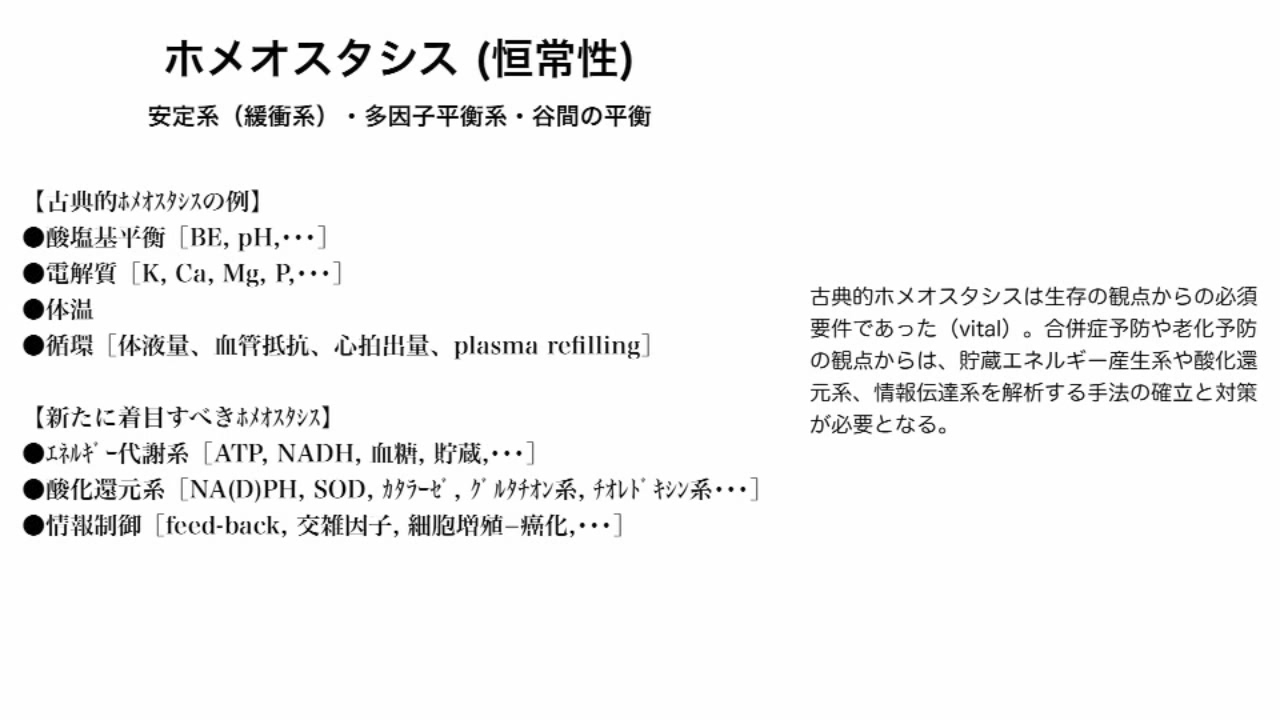 ホメオスタシス (恒常性)
安定系（緩衝系）・多因子平衡系・谷間の平衡
【古典的ﾎﾒｵｽﾀｼｽの例】
●酸塩基平衡［BE, pH,･･･］
●電解質［K, Ca, Mg, P,･･･］
●体温
●循環［体液量、血管抵抗、心拍出量、plasma refilling］
【新たに着目すべきﾎﾒｵｽﾀｼｽ】
●ｴﾈﾙｷﾞｰ代謝系［ATP, NADH, 血糖, 貯蔵,･･･］
●酸化還元系［NA(D)PH, SOD, ｶﾀﾗｰｾﾞ, ｸﾞﾙﾀﾁｵﾝ系, ﾁｵﾚﾄﾞｷｼﾝ系･･･］
●情報制御［feed-back, 交雑因子, 細胞増殖–癌化,･･･］
古典的ホメオスタシスは生存の観点からの必須
要件であった（vital）。合併症予防や老化予防
の観点からは、貯蔵エネルギー産生系や酸化還
元系、情報伝達系を解析する手法の確立と対策
が必要となる。